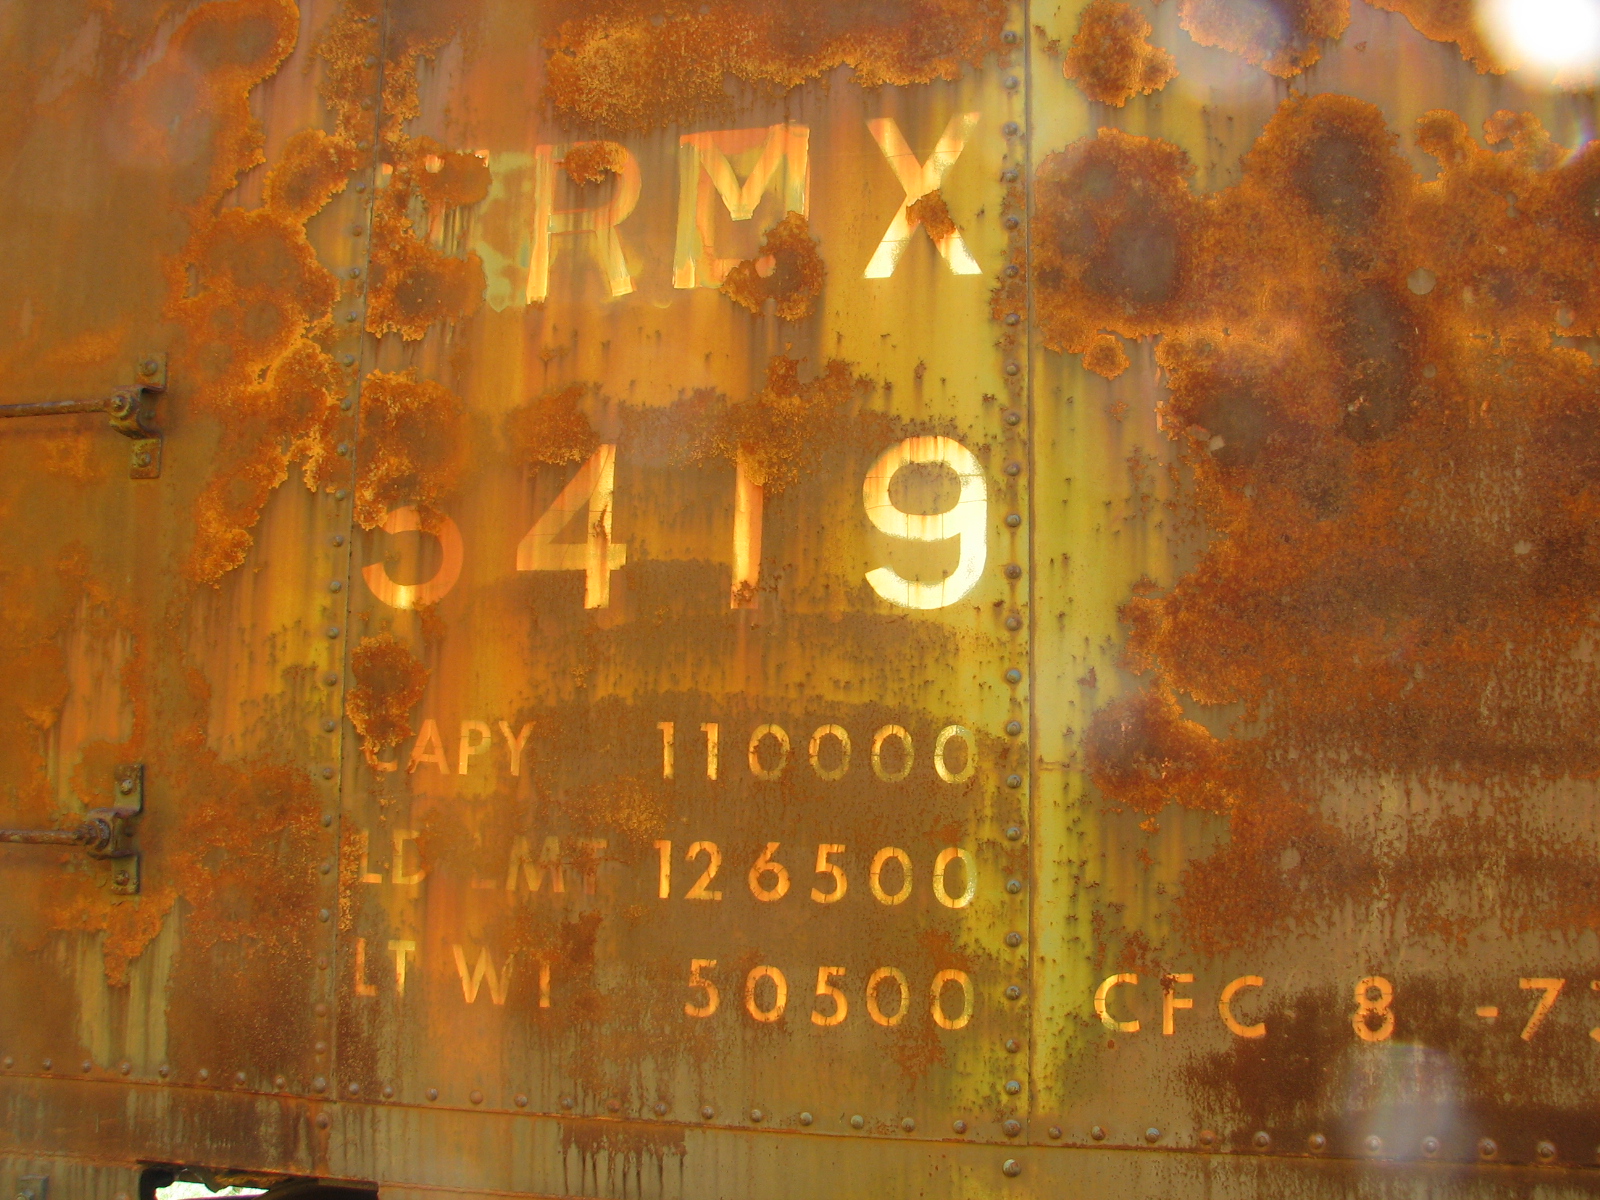 RMX
5419
CAPY 110000
LD LMT 126500
LT WT 50500 CFC 8 -7